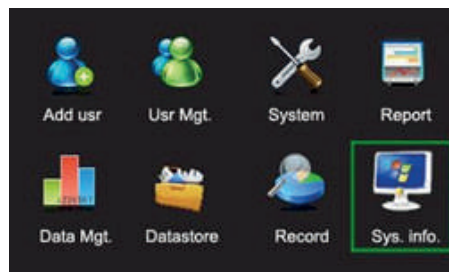 Add usr
Usr Mgt.
System
Report
Data Mgt.
Datastore
Record
Sys. info.